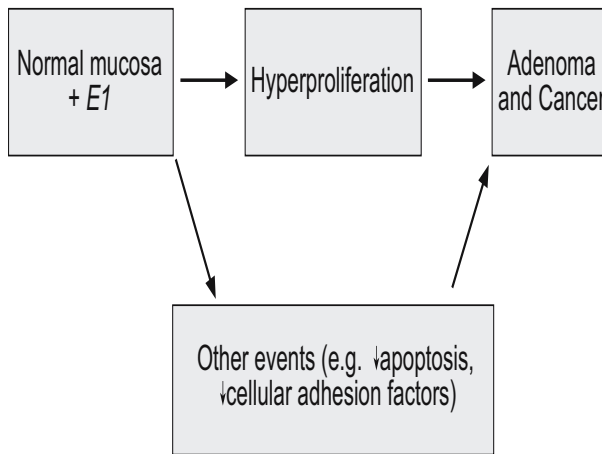 Normal mucosa
+ E1
Hyperproliferation
Adenoma
and Cancer
Other events (e.g. ↓apoptosis,
↓cellular adhesion factors)